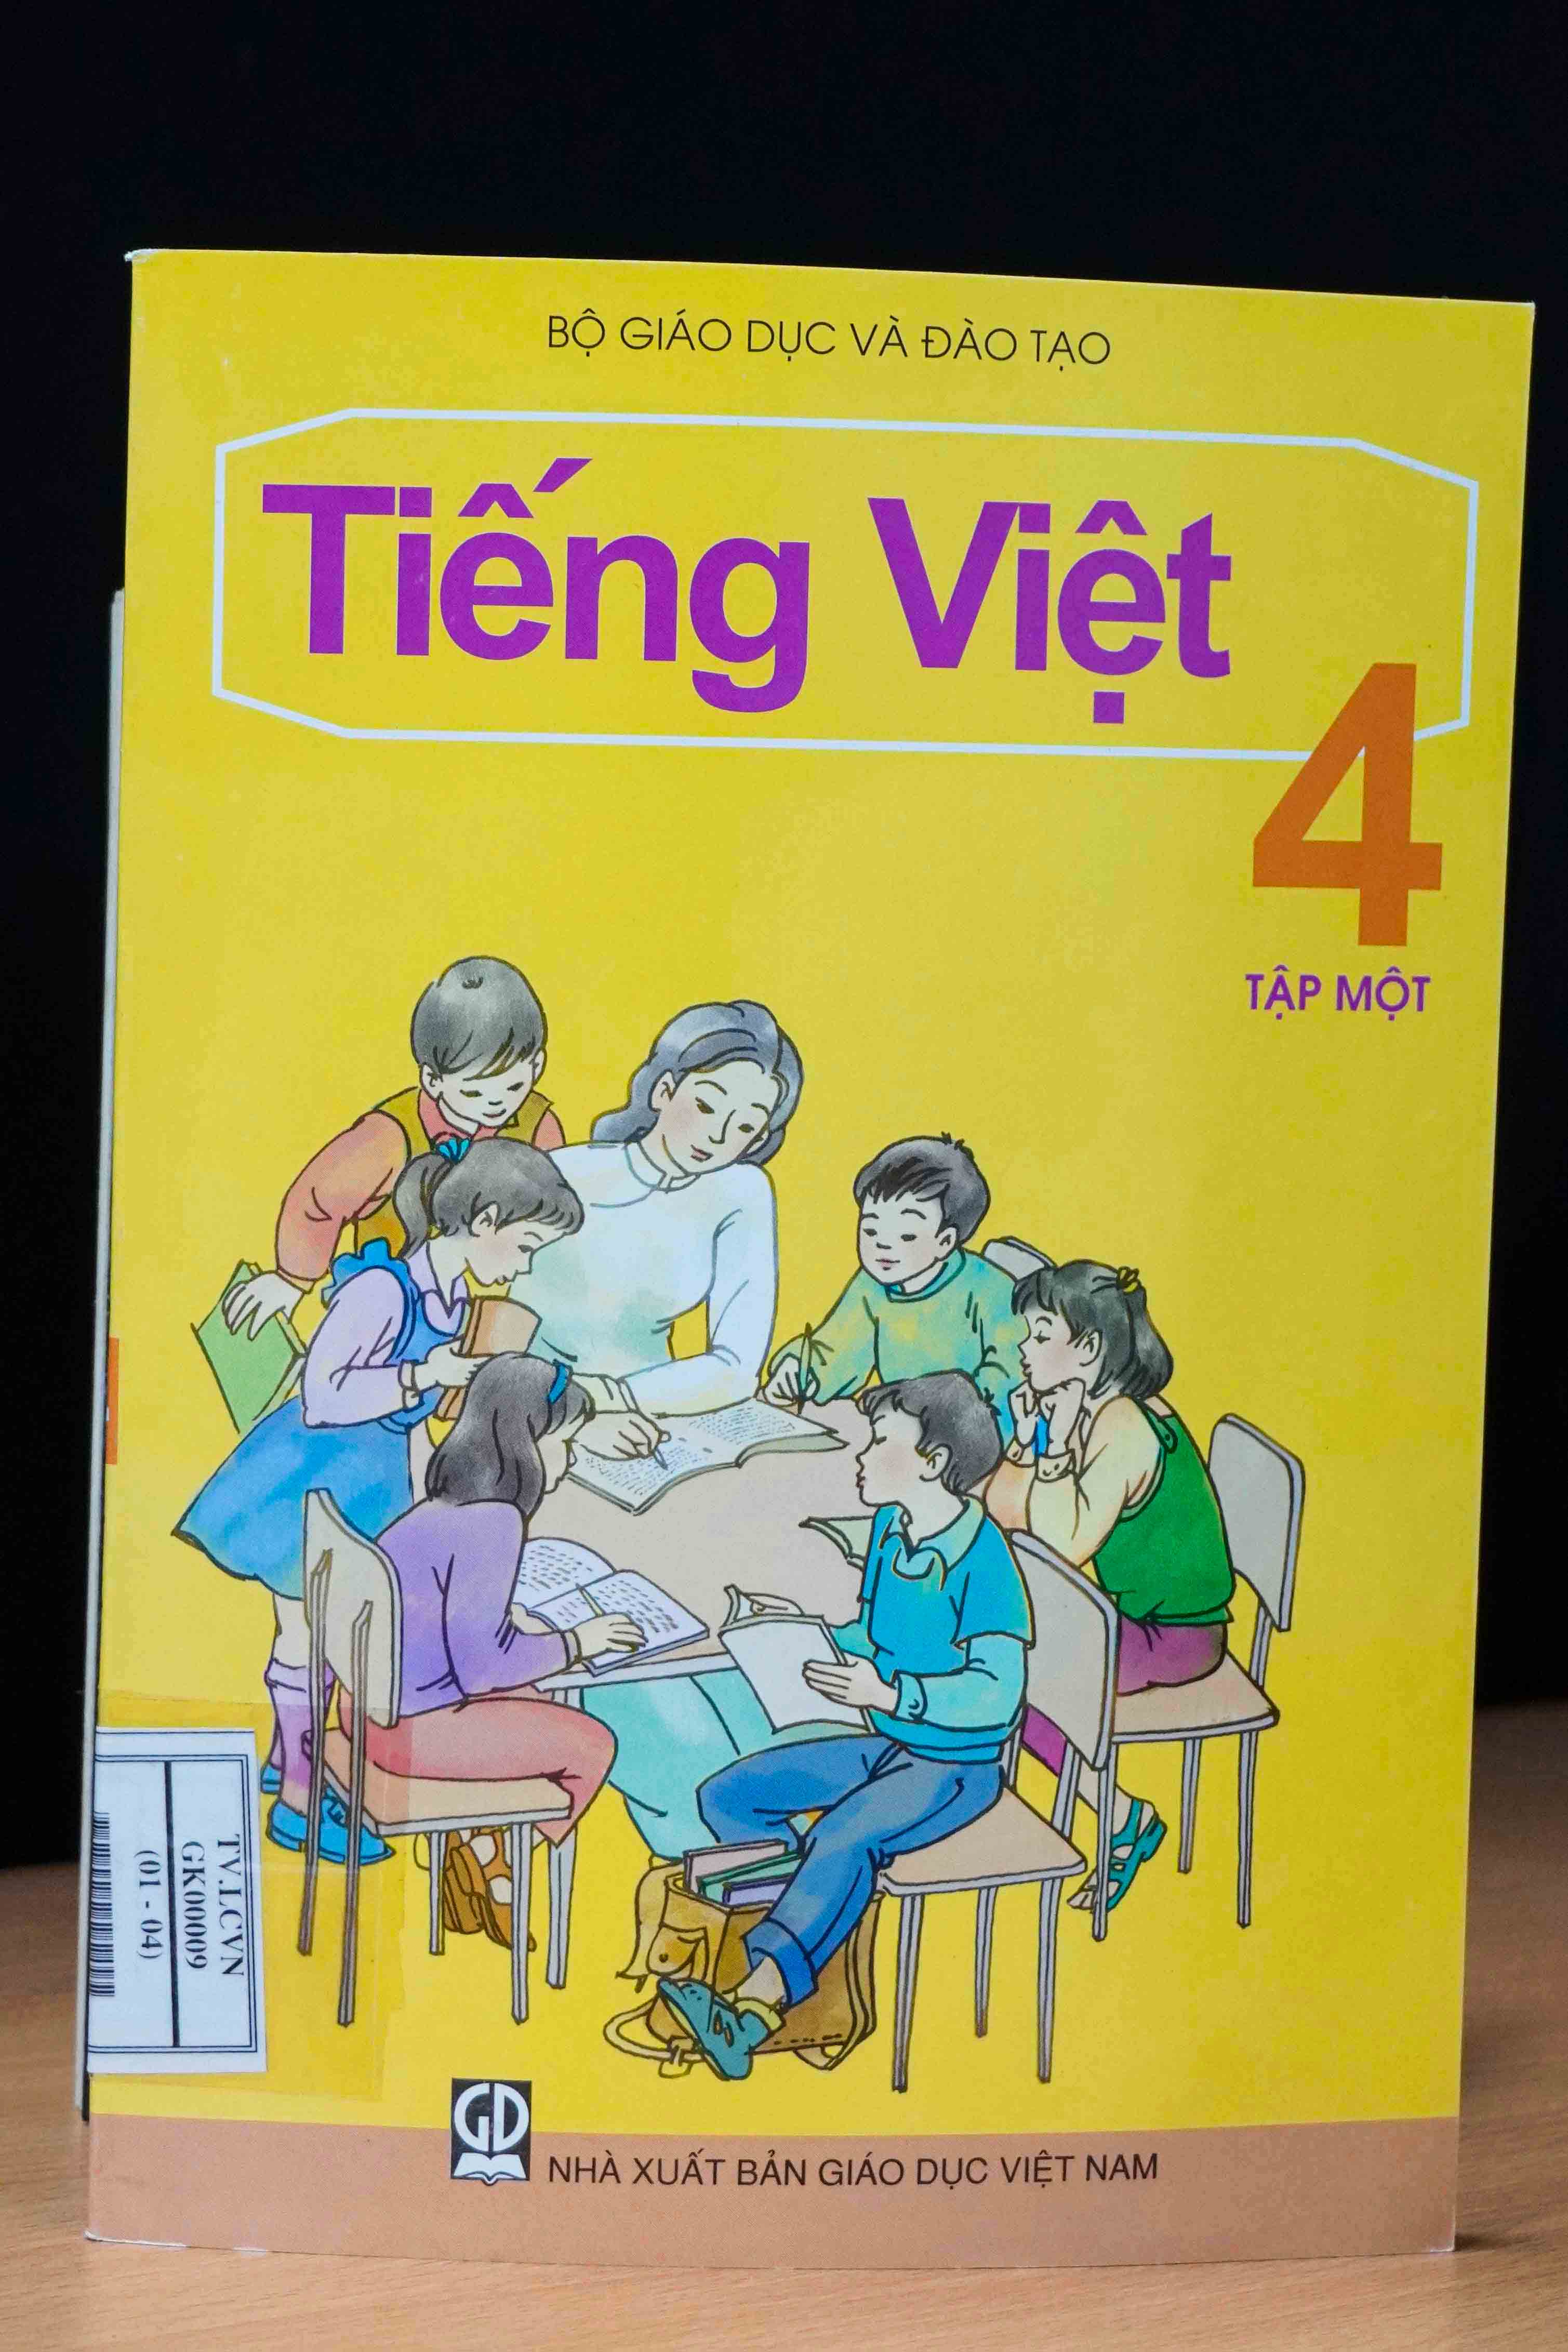 BỘ GIÁO DỤC VÀ ĐÀO TẠO
Tiếng Việt
4
TẬP MỘT
TV.LCVN
GK00009
(01 - 04)
GD
NHÀ XUẤT BẢN GIÁO DỤC VIỆT NAM